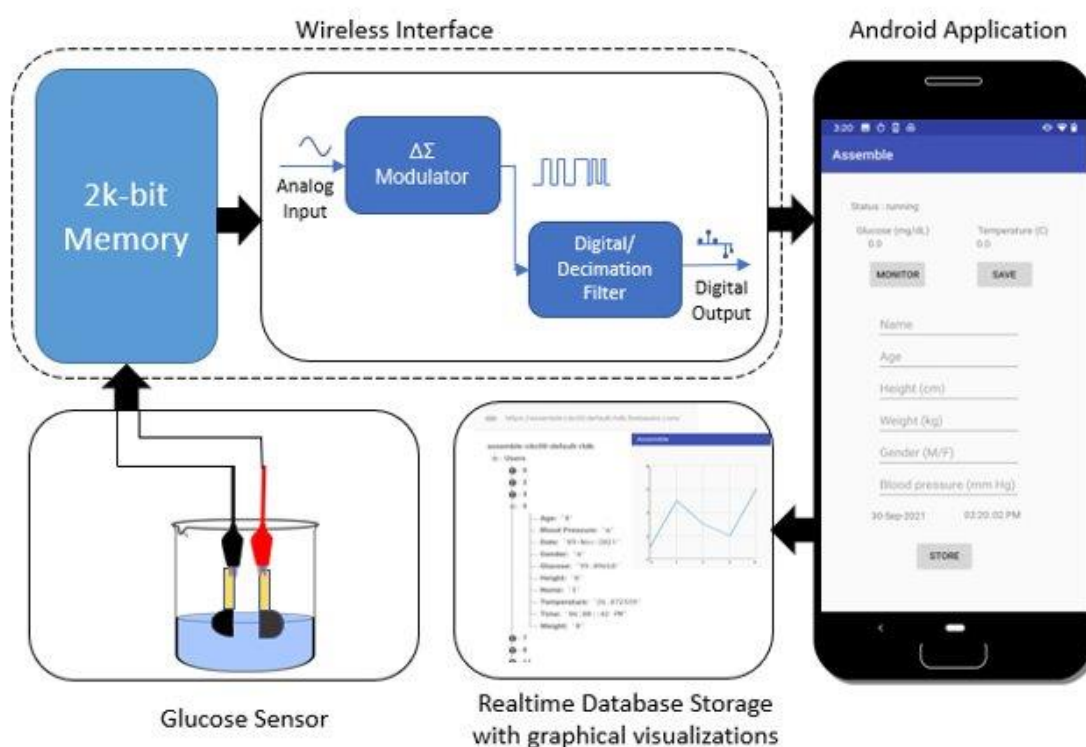 Wireless Interface
Android Application
2k-bit
Memory
Analog
Input
ΔΣ
Modulator
Digital/
Decimation
Filter
Digital
Output
3:20
Assemble
Status : running
Glucose (mg/dL)
Temperature (C)
0.0
0.0
MONITOR
SAVE
Name
Age
Height (cm)
Weight (kg)
Gender (M/F)
Blood pressure (mm Hg)
30-Sep-2021
03:20:02 PM
STORE
Glucose Sensor
Assemble
Users
Age:
Blood Pressure:
Date:
Gender:
Glucose:
Height:
Name:
Temperature:
Time:
Weight:
Realtime Database Storage
with graphical visualizations